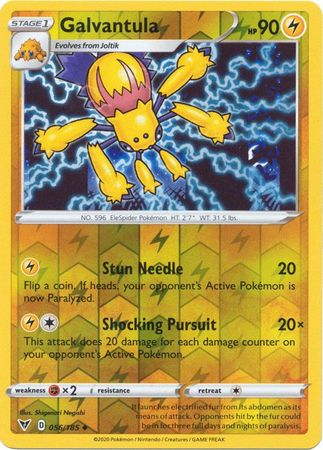 STAGE 1 Galvantula HP 90
Evolves from Joltik
NO. 596 EleSpider Pokémon HT: 2'7" WT: 31.5 lbs.
Stun Needle 20
Flip a coin. If heads, your opponent's Active Pokémon is
now Paralyzed.
Shocking Pursuit 20×
This attack does 20 damage for each damage counter
on your opponent's Active Pokémon.
weakness ×2 resistance retreat
Illus. Shigenori Negishi
It launches electrified fur from its abdomen as its
means of attack. Opponents hit by the fur could
be in for three full days and nights of paralysis.
D 056/185
©2020 Pokémon / Nintendo / Creatures / GAME FREAK